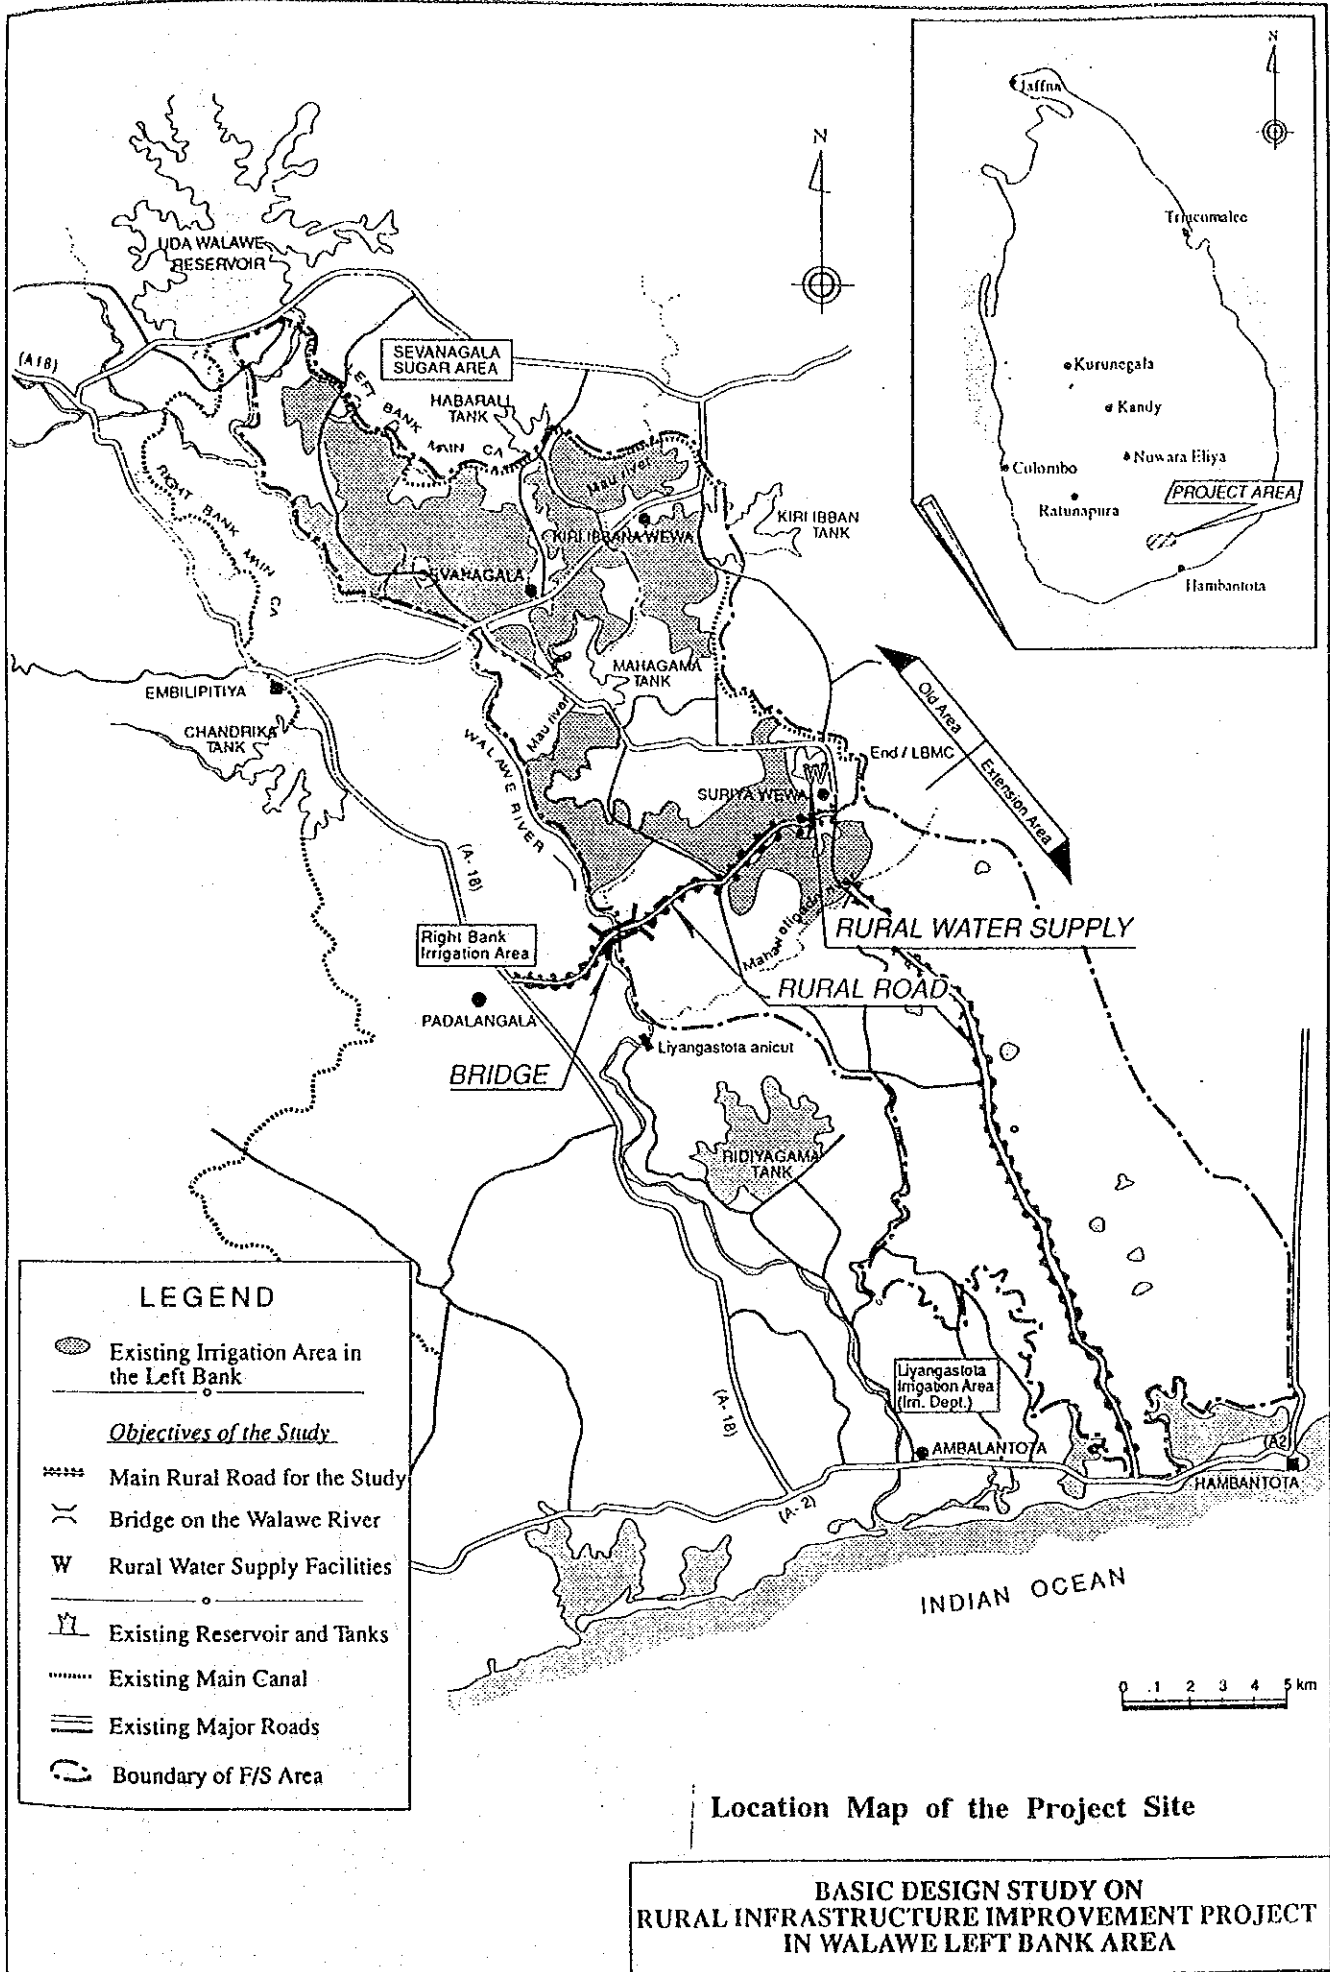 N
Jaffna
Trincomalee
Kurunegala
Kandy
Nuwara Eliya
Colombo
Ratunapura
PROJECT AREA
Hambantota
N
UDA WALAWE
RESERVOIR
(A18)
SEVANAGALA
SUGAR AREA
LEFT BANK MAIN CA
HABARALI
TANK
Mau river
RIGHT BANK MAIN CA
KIRI IBBAN
TANK
KIRI IBBANA WEWA
SEVANAGALA
MAHAGAMA
TANK
EMBILIPITIYA
CHANDRIKA
TANK
Mau river
WALAWE RIVER
Old Area
Extension Area
End / LBMC
W
SURIYA WEWA
(A-18)
Right Bank
Irrigation Area
RURAL WATER SUPPLY
RURAL ROAD
PADALANGALA
Liyangastota anicut
BRIDGE
RIDIYAGAMA
TANK
Liyangastota
Irrigation Area
(Irri. Dept.)
(A-18)
AMBALANTOTA
(A2)
HAMBANTOTA
(A-2)
INDIAN OCEAN
0 1 2 3 4 5 km
LEGEND
Existing Irrigation Area in
the Left Bank
Objectives of the Study
Main Rural Road for the Study
Bridge on the Walawe River
W Rural Water Supply Facilities
Existing Reservoir and Tanks
Existing Main Canal
Existing Major Roads
Boundary of F/S Area
Location Map of the Project Site
BASIC DESIGN STUDY ON
RURAL INFRASTRUCTURE IMPROVEMENT PROJECT
IN WALAWE LEFT BANK AREA